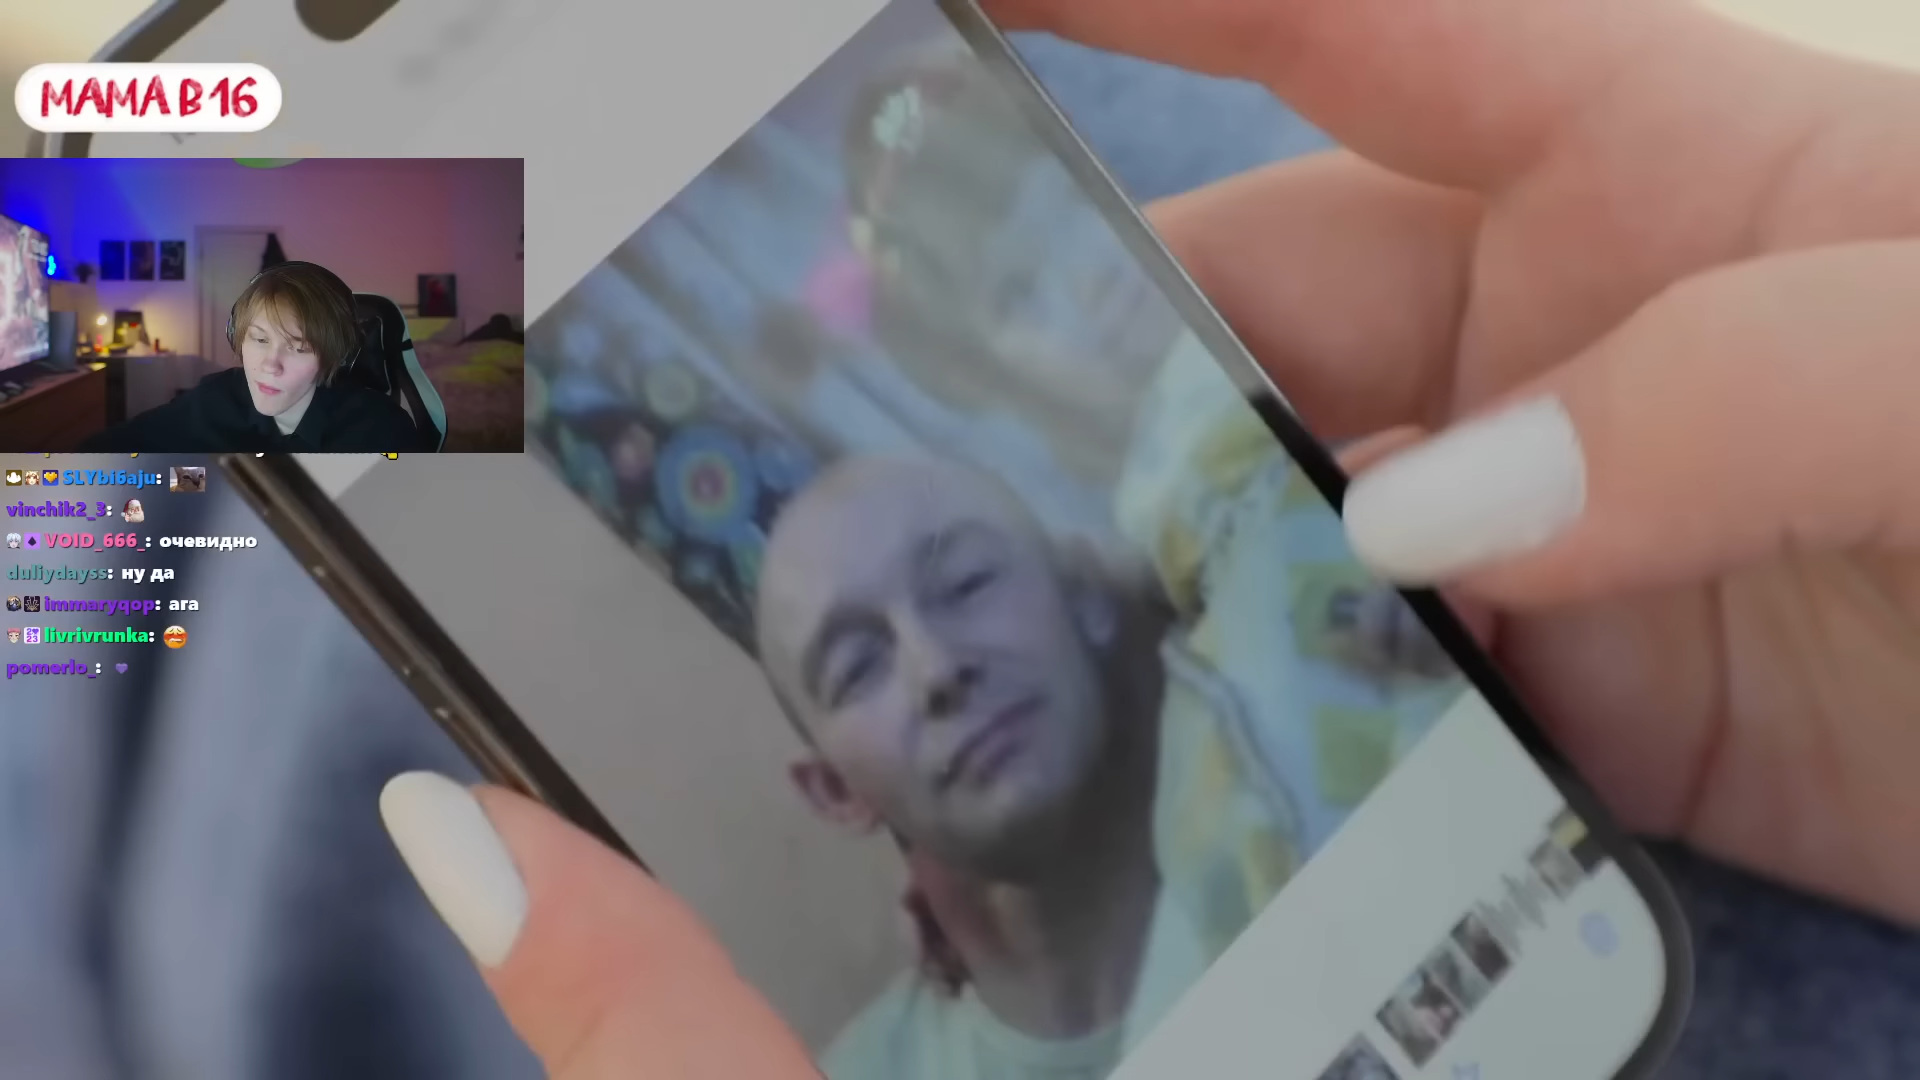 МАМА В 16
SLYbi6aju:
vinchik2_3:
VOID_666_: очевидно
duliydayss: ну да
immaryqop: ага
livrivrunka:
pomerlo_: